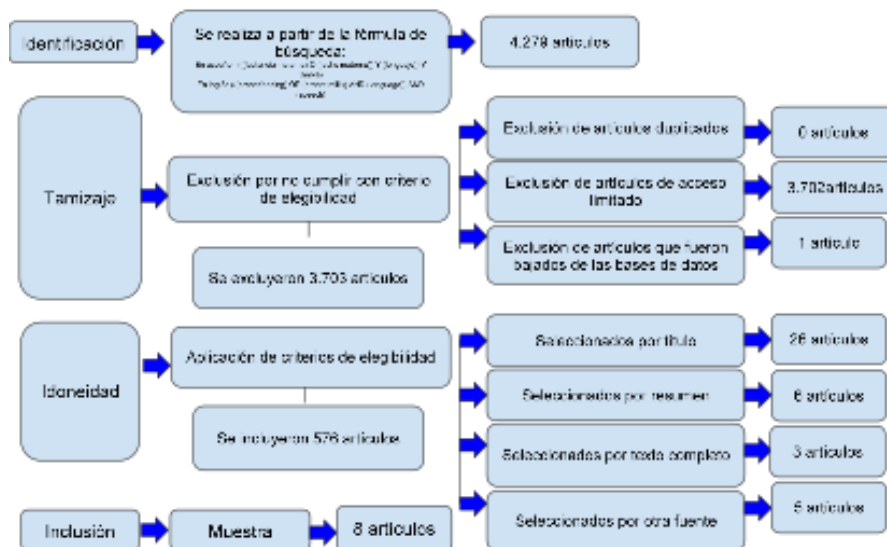 Identificación
Se realiza a partir de la fórmula de
búsqueda:
4.279 artículos
Tamizaje
Exclusión por no cumplir con criterio
de elegibilidad
Se excluyeron 3.703 artículos
Exclusión de artículos duplicados
0 artículos
Exclusión de artículos de acceso
limitado
3.702artículos
Exclusión de artículos que fueron
bajados de las bases de datos
1 artículo
Idoneidad
Aplicación de criterios de elegibilidad
Se incluyeron 576 artículos
Seleccionados por título
26 artículos
Seleccionados por resumen
6 artículos
Seleccionados por texto completo
3 artículos
Seleccionados por otra fuente
5 artículos
Inclusión
Muestra
8 artículos